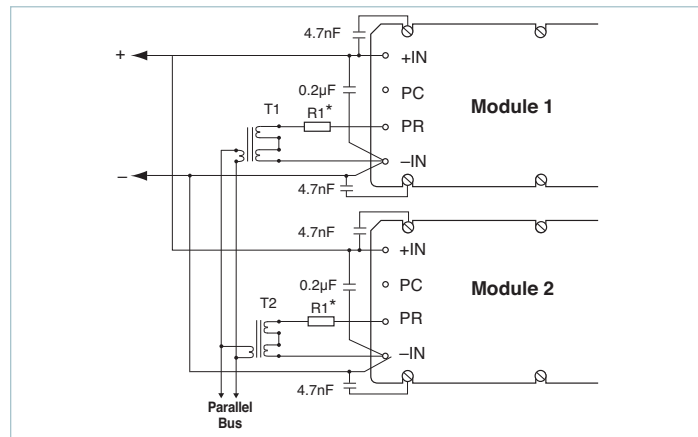 4.7nF
+
+IN
0.2µF
PC
Module 1
T1
R1*
PR
–
–IN
4.7nF
4.7nF
+IN
0.2µF
PC
Module 2
T2
R1*
PR
–IN
4.7nF
Parallel
Bus